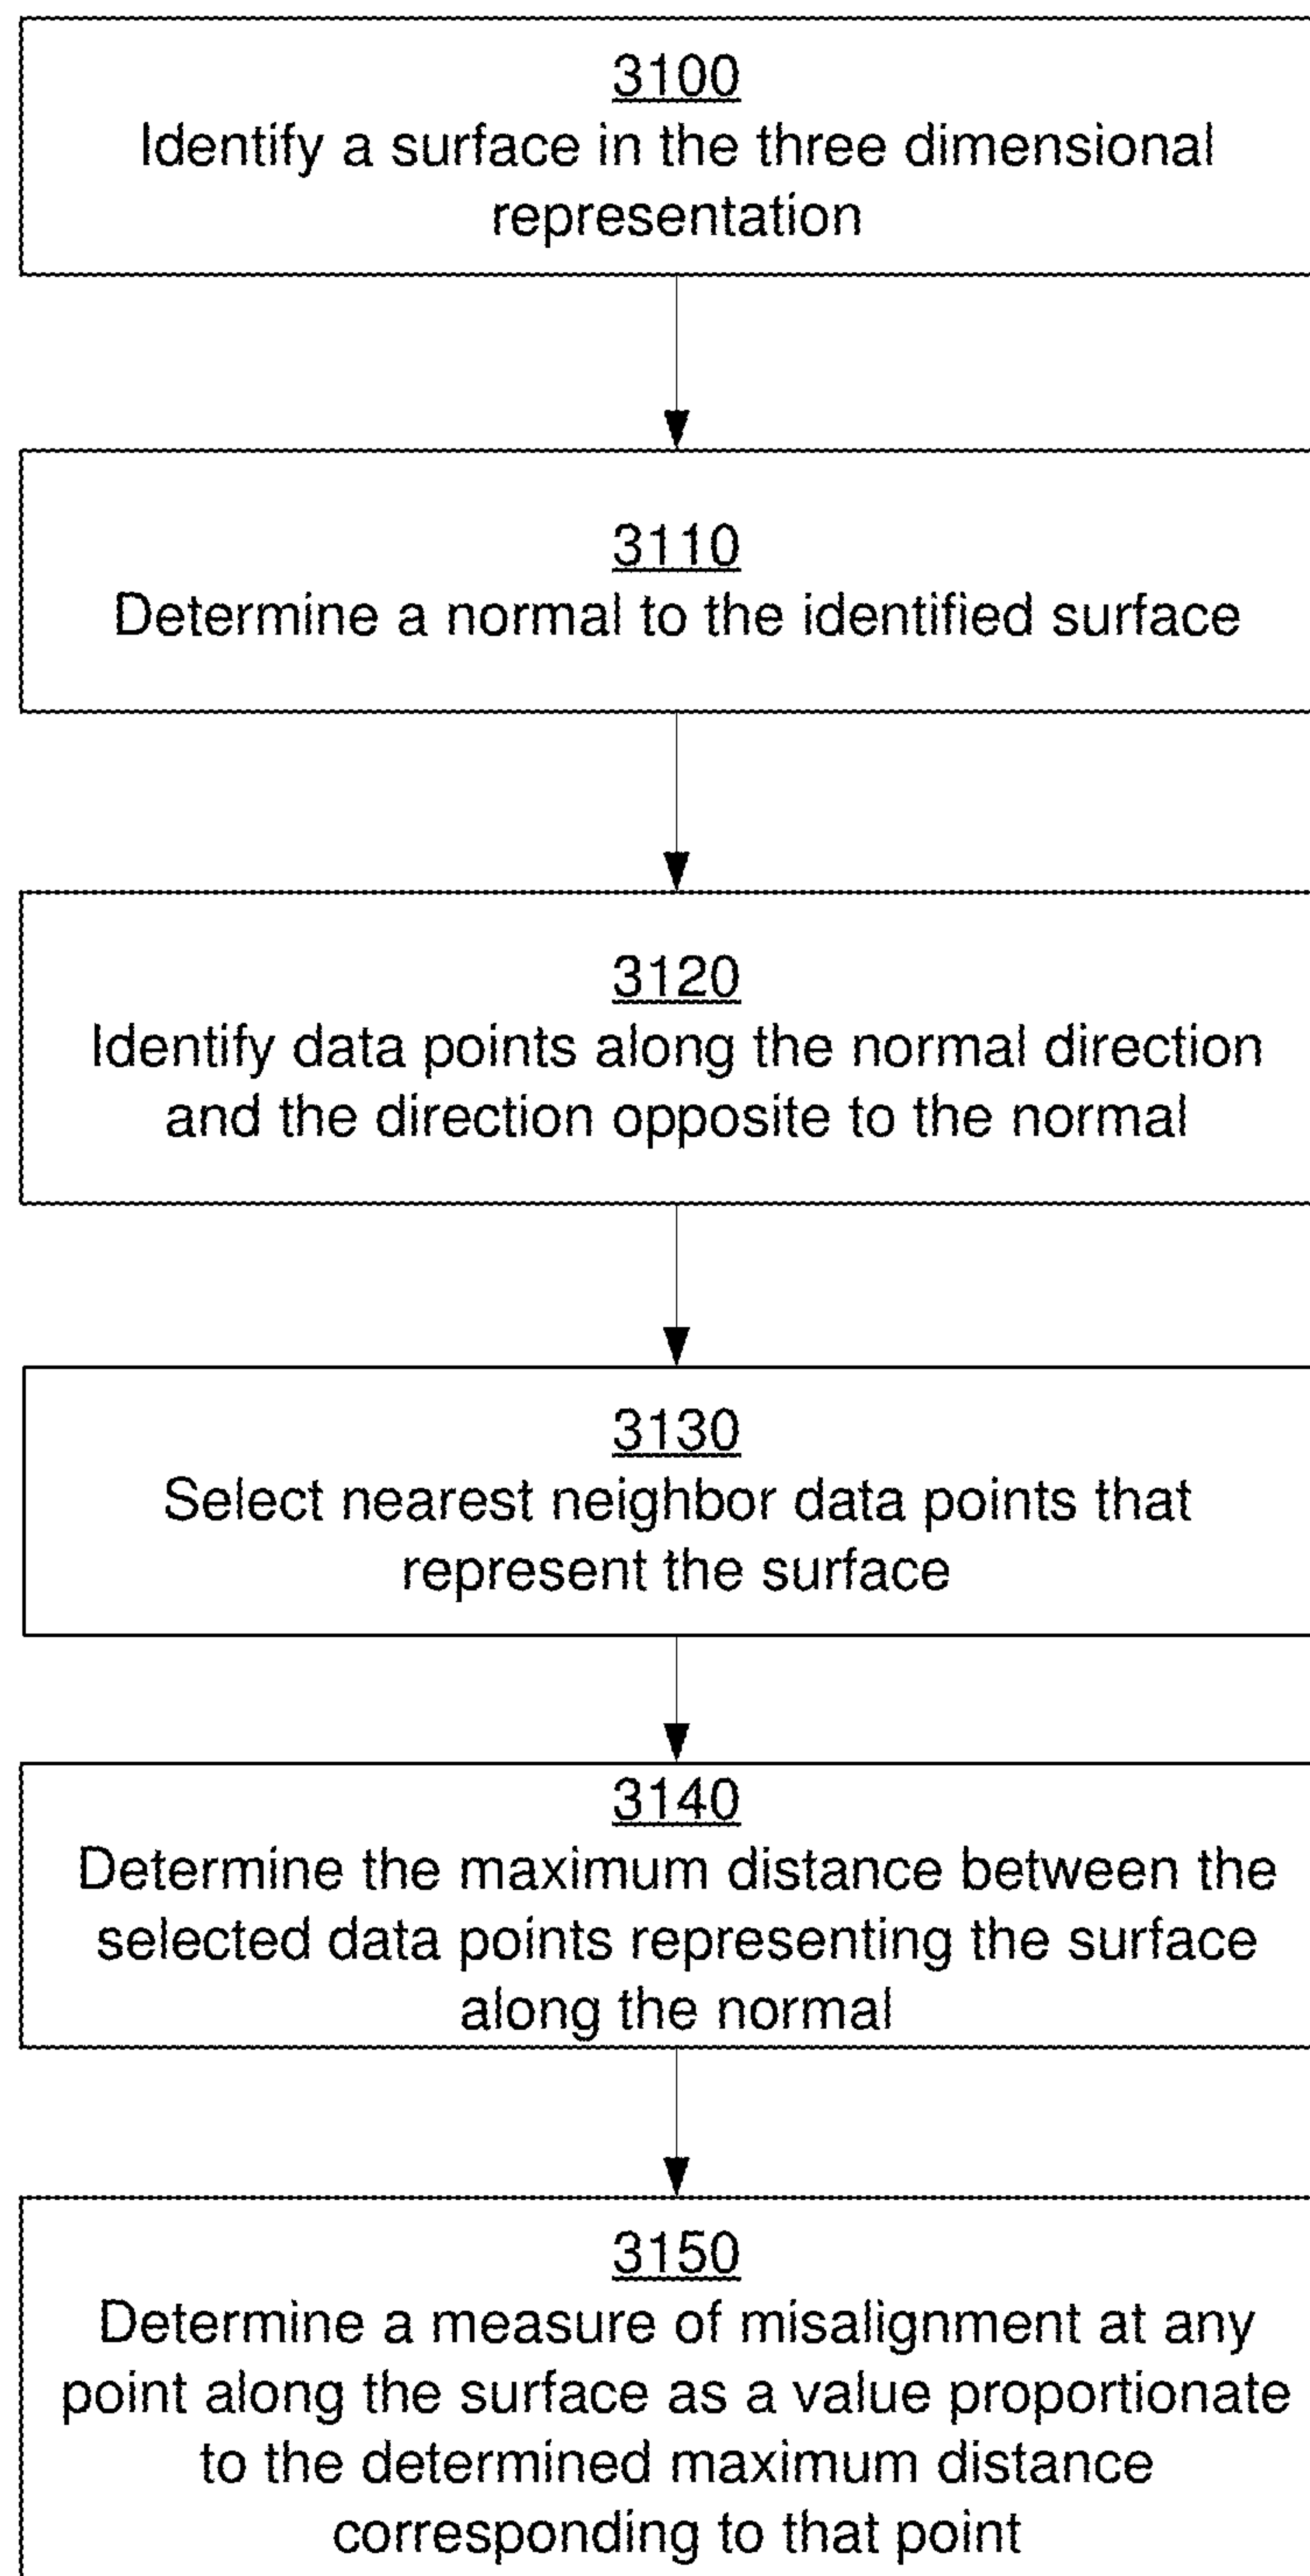 3100
Identify a surface in the three dimensional
representation
3110
Determine a normal to the identified surface
3120
Identify data points along the normal direction
and the direction opposite to the normal
3130
Select nearest neighbor data points that
represent the surface
3140
Determine the maximum distance between the
selected data points representing the surface
along the normal
3150
Determine a measure of misalignment at any
point along the surface as a value proportionate
to the determined maximum distance
corresponding to that point